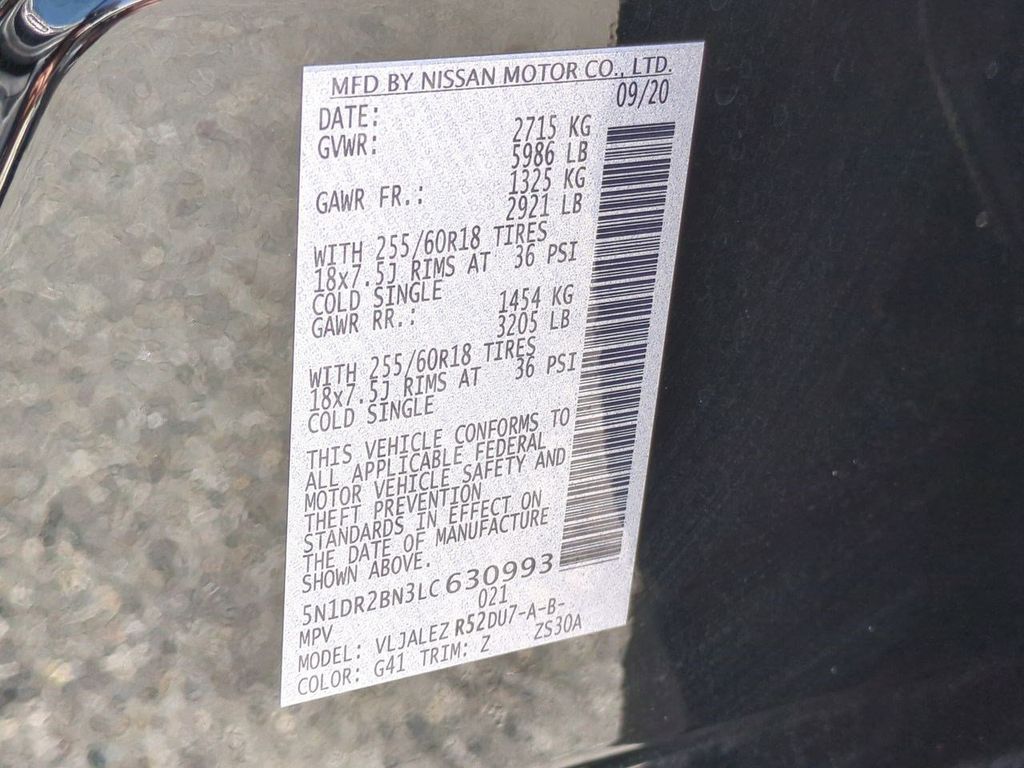 MFD BY NISSAN MOTOR CO., LTD.
DATE: 09/20
GVWR: 2715 KG
5986 LB
GAWR FR.: 1325 KG
2921 LB
WITH 255/60R18 TIRES
18x7.5J RIMS AT 36 PSI
COLD SINGLE
GAWR RR.: 1454 KG
3205 LB
WITH 255/60R18 TIRES
18x7.5J RIMS AT 36 PSI
COLD SINGLE
THIS VEHICLE CONFORMS TO
ALL APPLICABLE FEDERAL
MOTOR VEHICLE SAFETY AND
THEFT PREVENTION
STANDARDS IN EFFECT ON
THE DATE OF MANUFACTURE
SHOWN ABOVE.
5N1DR2BN3LC630993
MPV 021
MODEL: VLJALEZ R52DU7-A-B-
COLOR: G41 TRIM: Z ZS30A